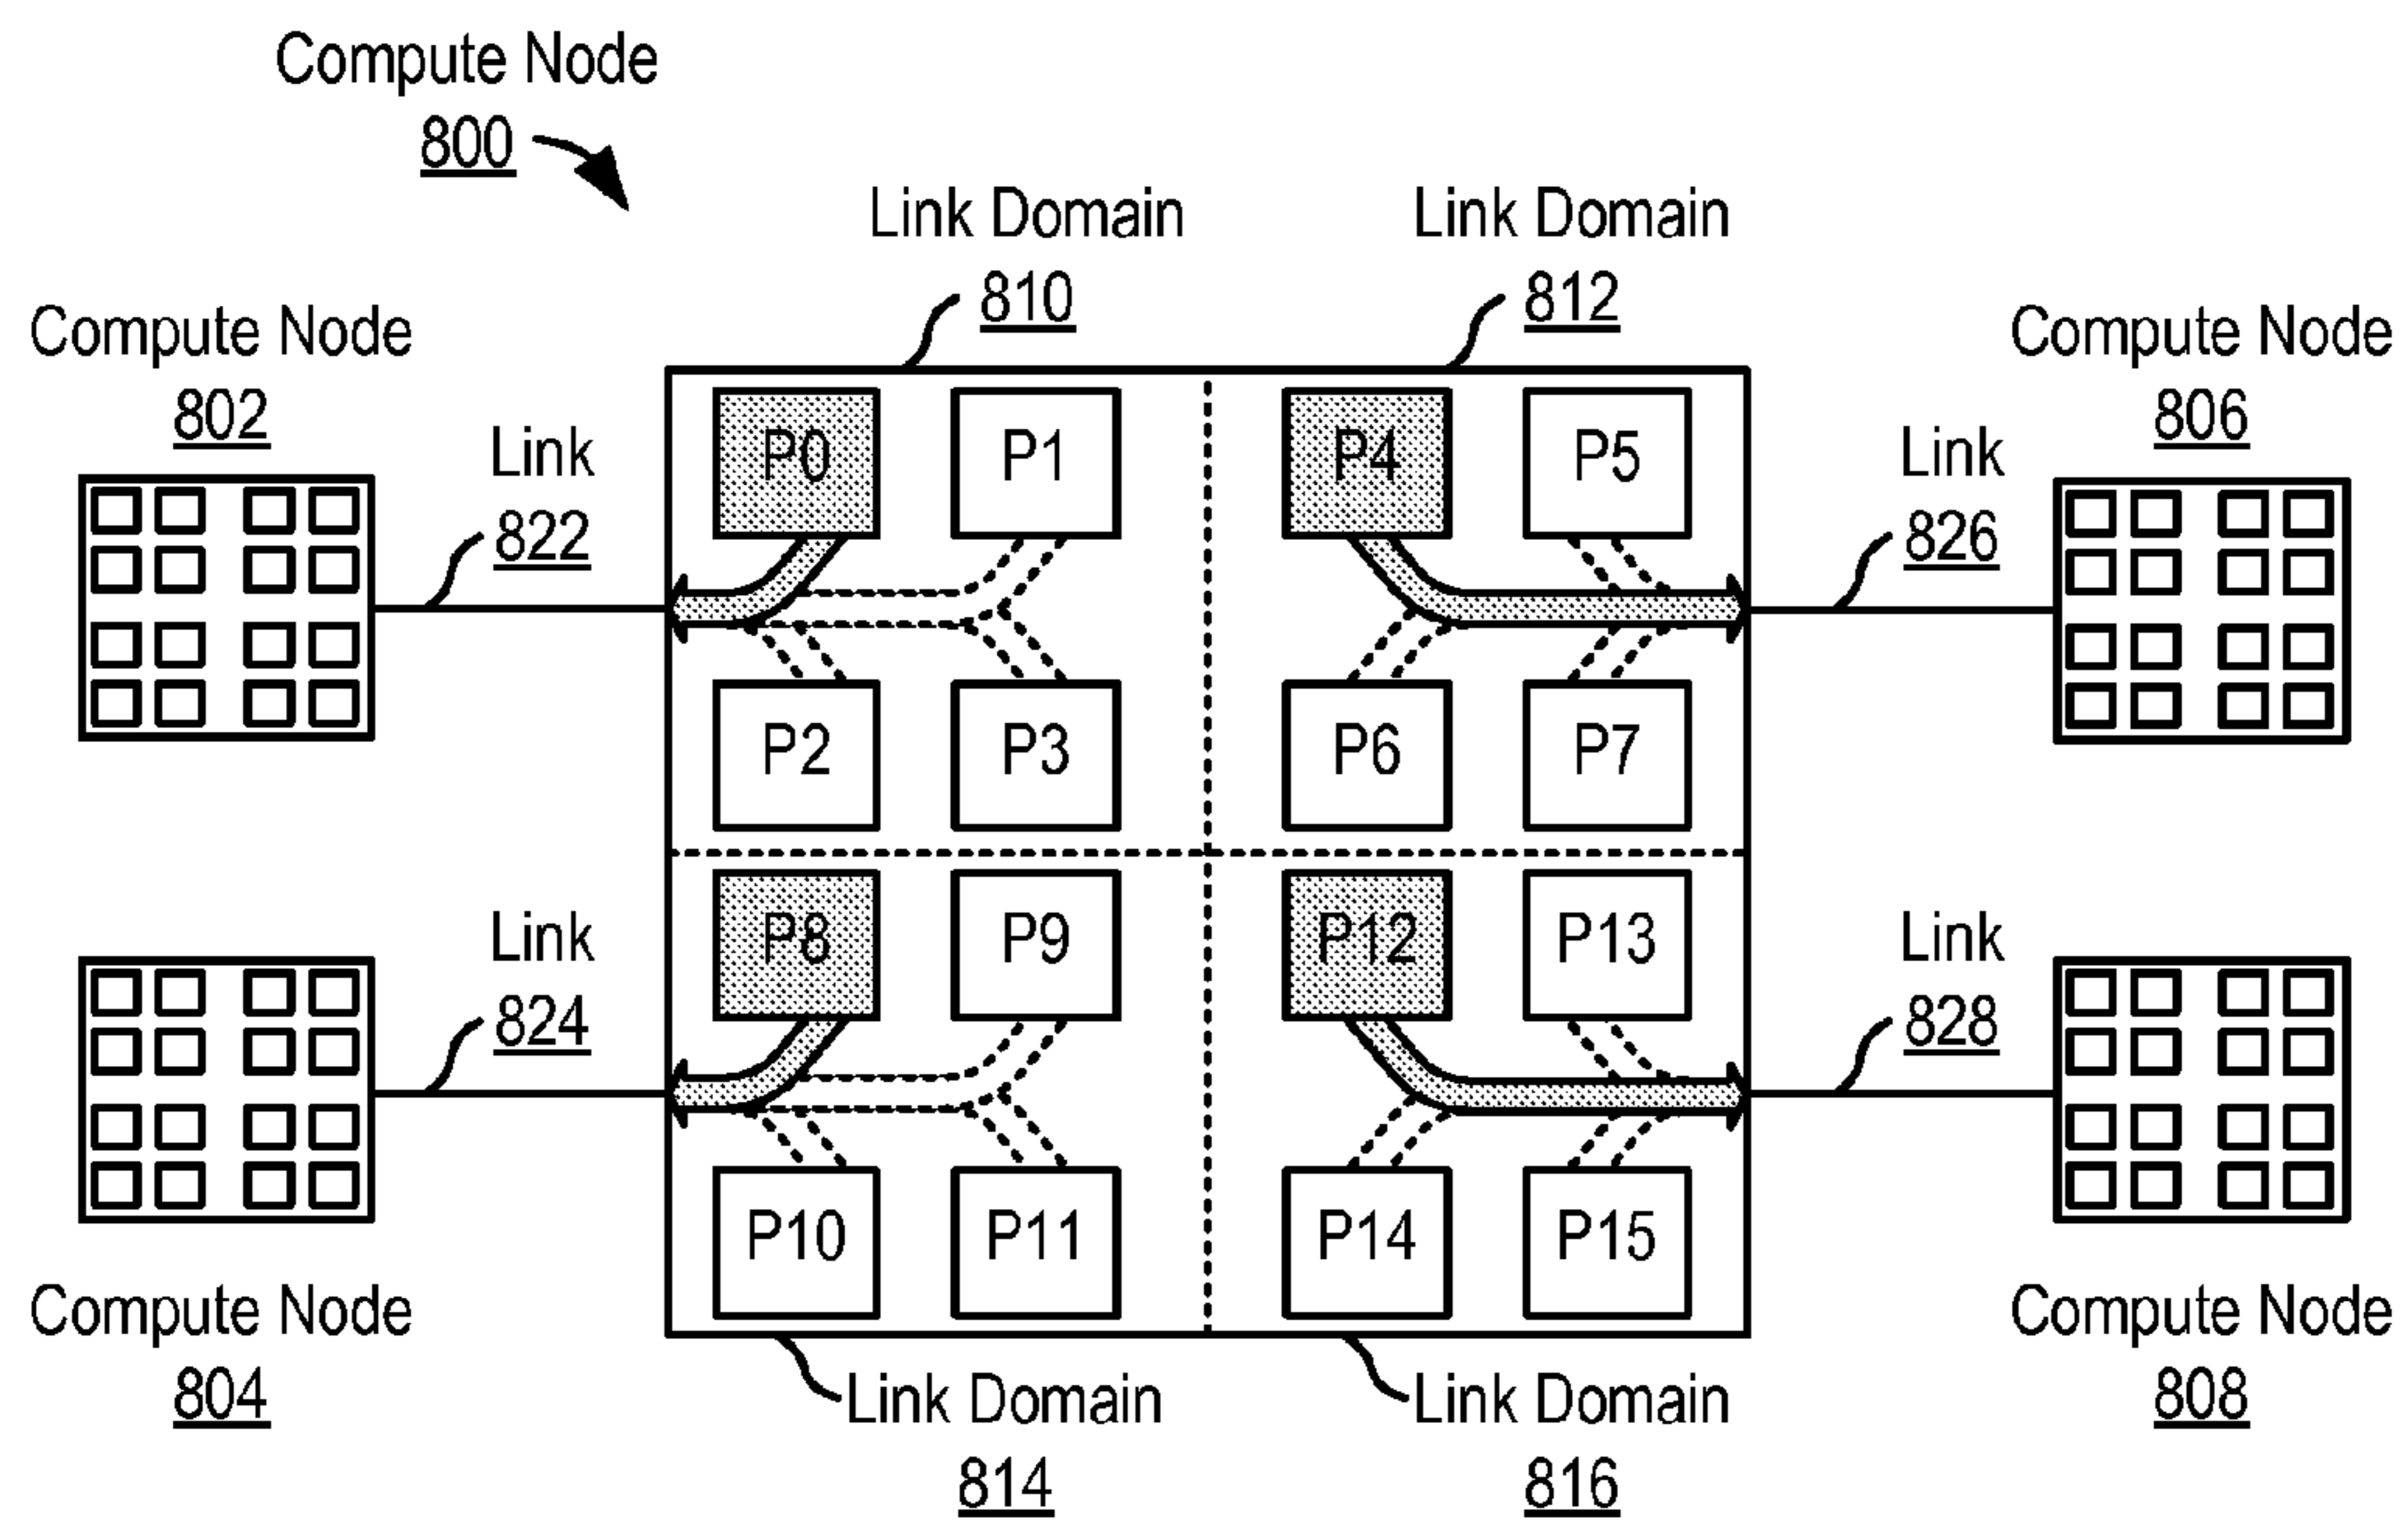 Compute Node
800
Link Domain
810
Link Domain
812
Compute Node
802
Compute Node
806
Link
822
Link
826
P0
P1
P4
P5
P2
P3
P6
P7
P8
P9
P12
P13
Link
824
Link
828
P10
P11
P14
P15
Compute Node
804
Compute Node
808
Link Domain
814
Link Domain
816